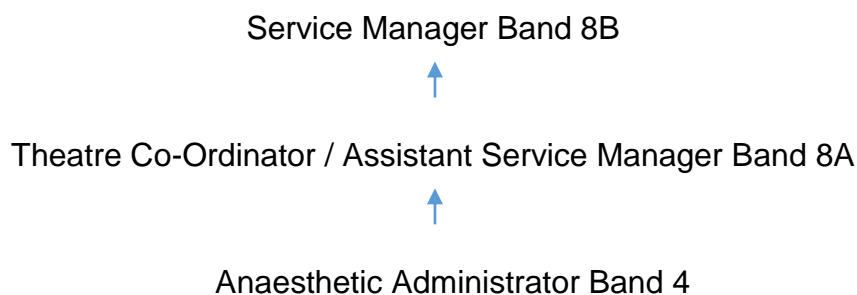 Service Manager Band 8B
Theatre Co-Ordinator / Assistant Service Manager Band 8A
Anaesthetic Administrator Band 4